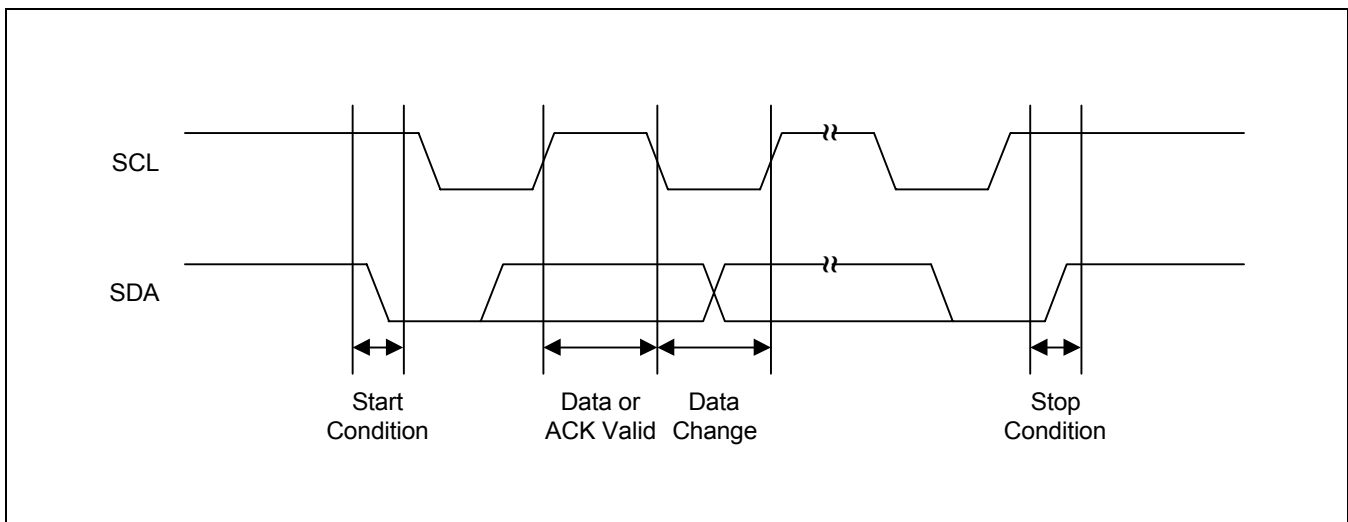 SCL
SDA
Start
Condition
Data or
ACK Valid
Data
Change
Stop
Condition